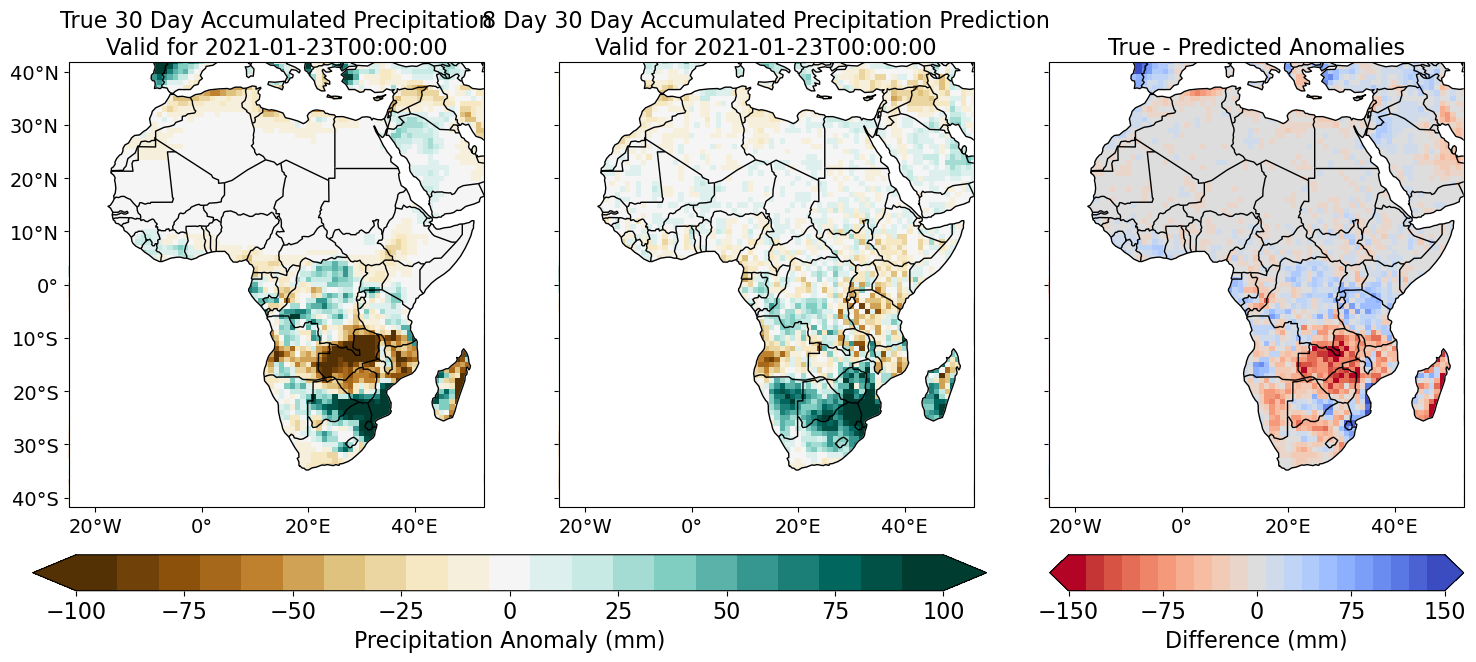 True 30 Day Accumulated Precipitation
Valid for 2021-01-23T00:00:00
8 Day 30 Day Accumulated Precipitation Prediction
Valid for 2021-01-23T00:00:00
True - Predicted Anomalies
40°N
30°N
20°N
10°N
0°
10°S
20°S
30°S
40°S
20°W 0° 20°E 40°E
20°W 0° 20°E 40°E
20°W 0° 20°E 40°E
−100 −75 −50 −25 0 25 50 75 100
Precipitation Anomaly (mm)
−150 −75 0 75 150
Difference (mm)